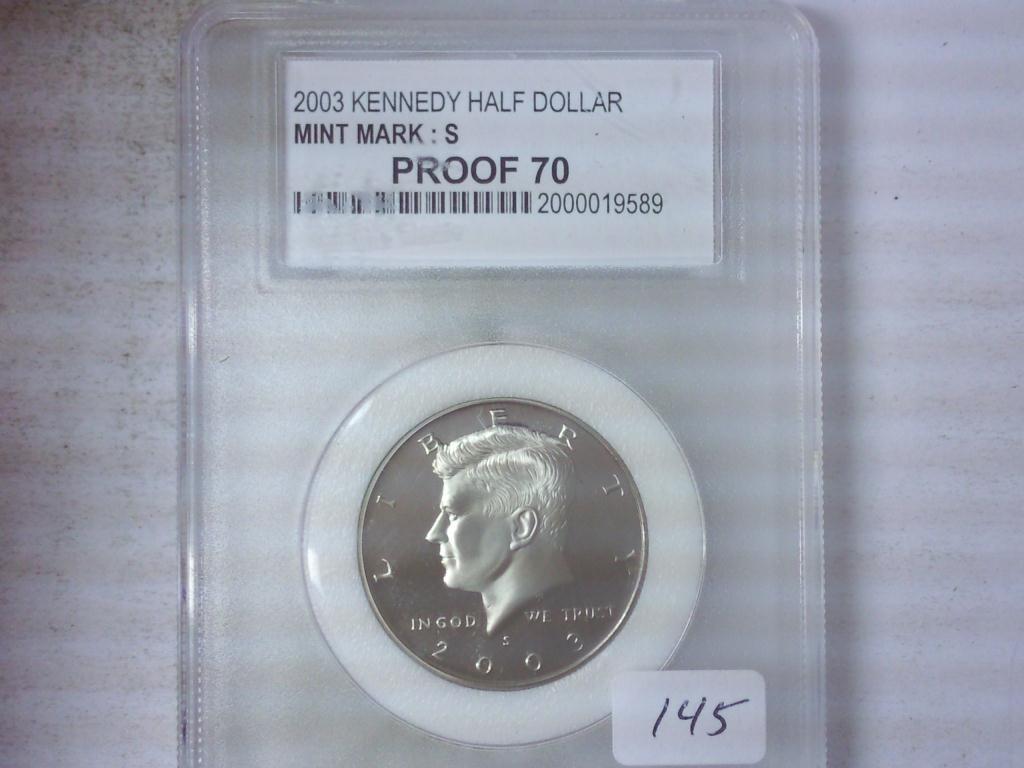 2003 KENNEDY HALF DOLLAR
MINT MARK : S
PROOF 70
2000019589
LIBERTY
IN GOD WE TRUST
S
2003
145